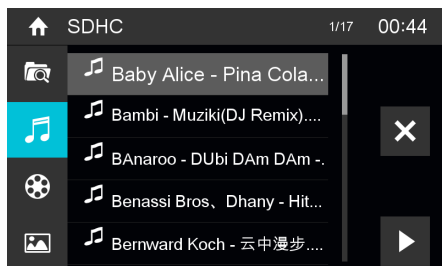 SDHC 1/17 00:44
Baby Alice - Pina Cola...
Bambi - Muziki(DJ Remix)....
BAnaroo - DUbi DAm DAm -.
Benassi Bros、Dhany - Hit...
Bernward Koch - 云中漫步....